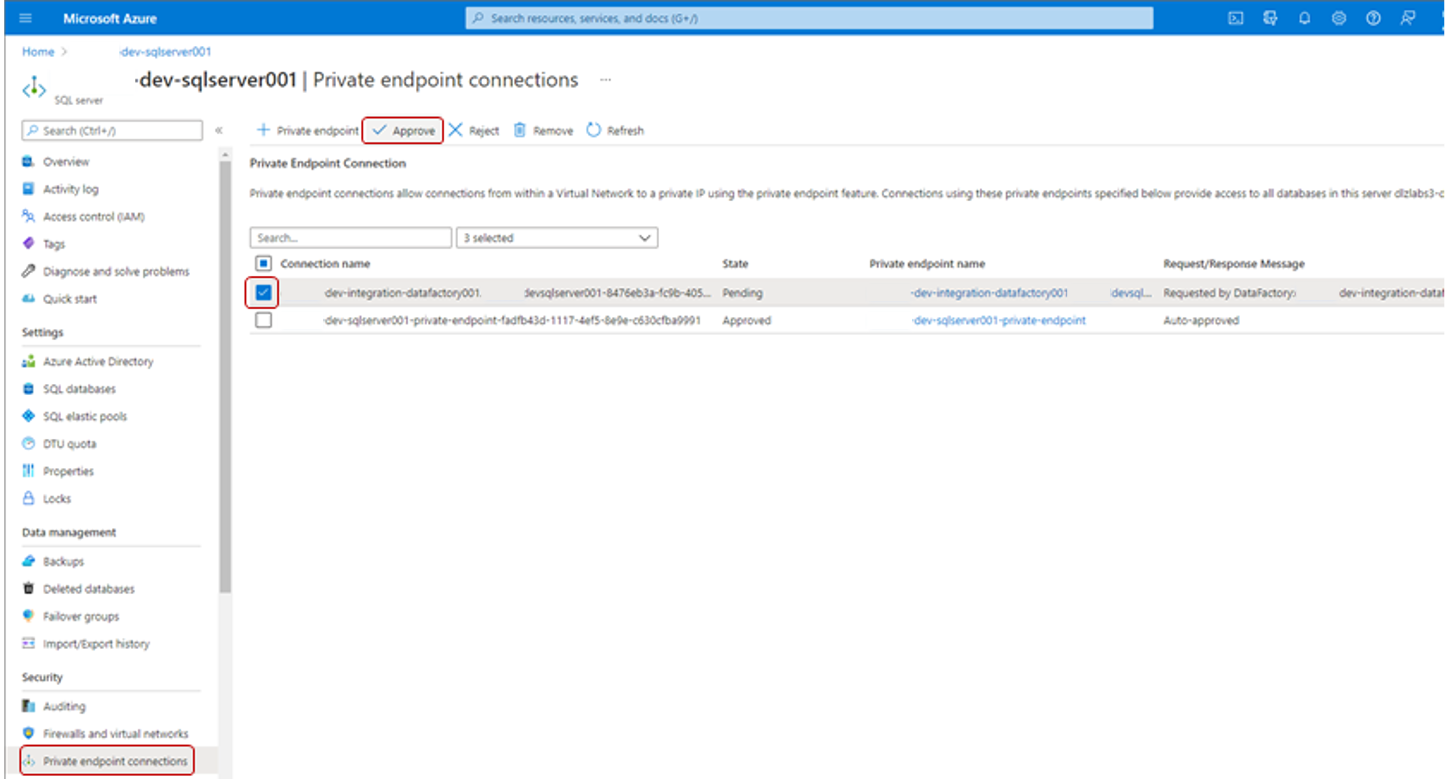 Microsoft Azure
Search resources, services, and docs (G+/)
Home > ·dev-sqlserver001
·dev-sqlserver001 | Private endpoint connections ...
SQL server
Search (Ctrl+/) «
+ Private endpoint Approve Reject Remove Refresh
Overview
Activity log
Access control (IAM)
Tags
Diagnose and solve problems
Quick start
Settings
Azure Active Directory
SQL databases
SQL elastic pools
DTU quota
Properties
Locks
Data management
Backups
Deleted databases
Failover groups
Import/Export history
Security
Auditing
Firewalls and virtual networks
Private endpoint connections
Private Endpoint Connection
Private endpoint connections allow connections from within a Virtual Network to a private IP using the private endpoint feature. Connections using these private endpoints specified below provide access to all databases in this server dlzlabs3-c
Search... 3 selected
Connection name State Private endpoint name Request/Response Message
dev-integration-datafactory001. devsqlserver001-8476eb3a-fc9b-405... Pending -dev-integration-datafactory001 devsql... Requested by DataFactory dev-integration-dataf
·dev-sqlserver001-private-endpoint-fadfb43d-1117-4ef5-8e9e-c630cfba9991 Approved ·dev-sqlserver001-private-endpoint Auto-approved